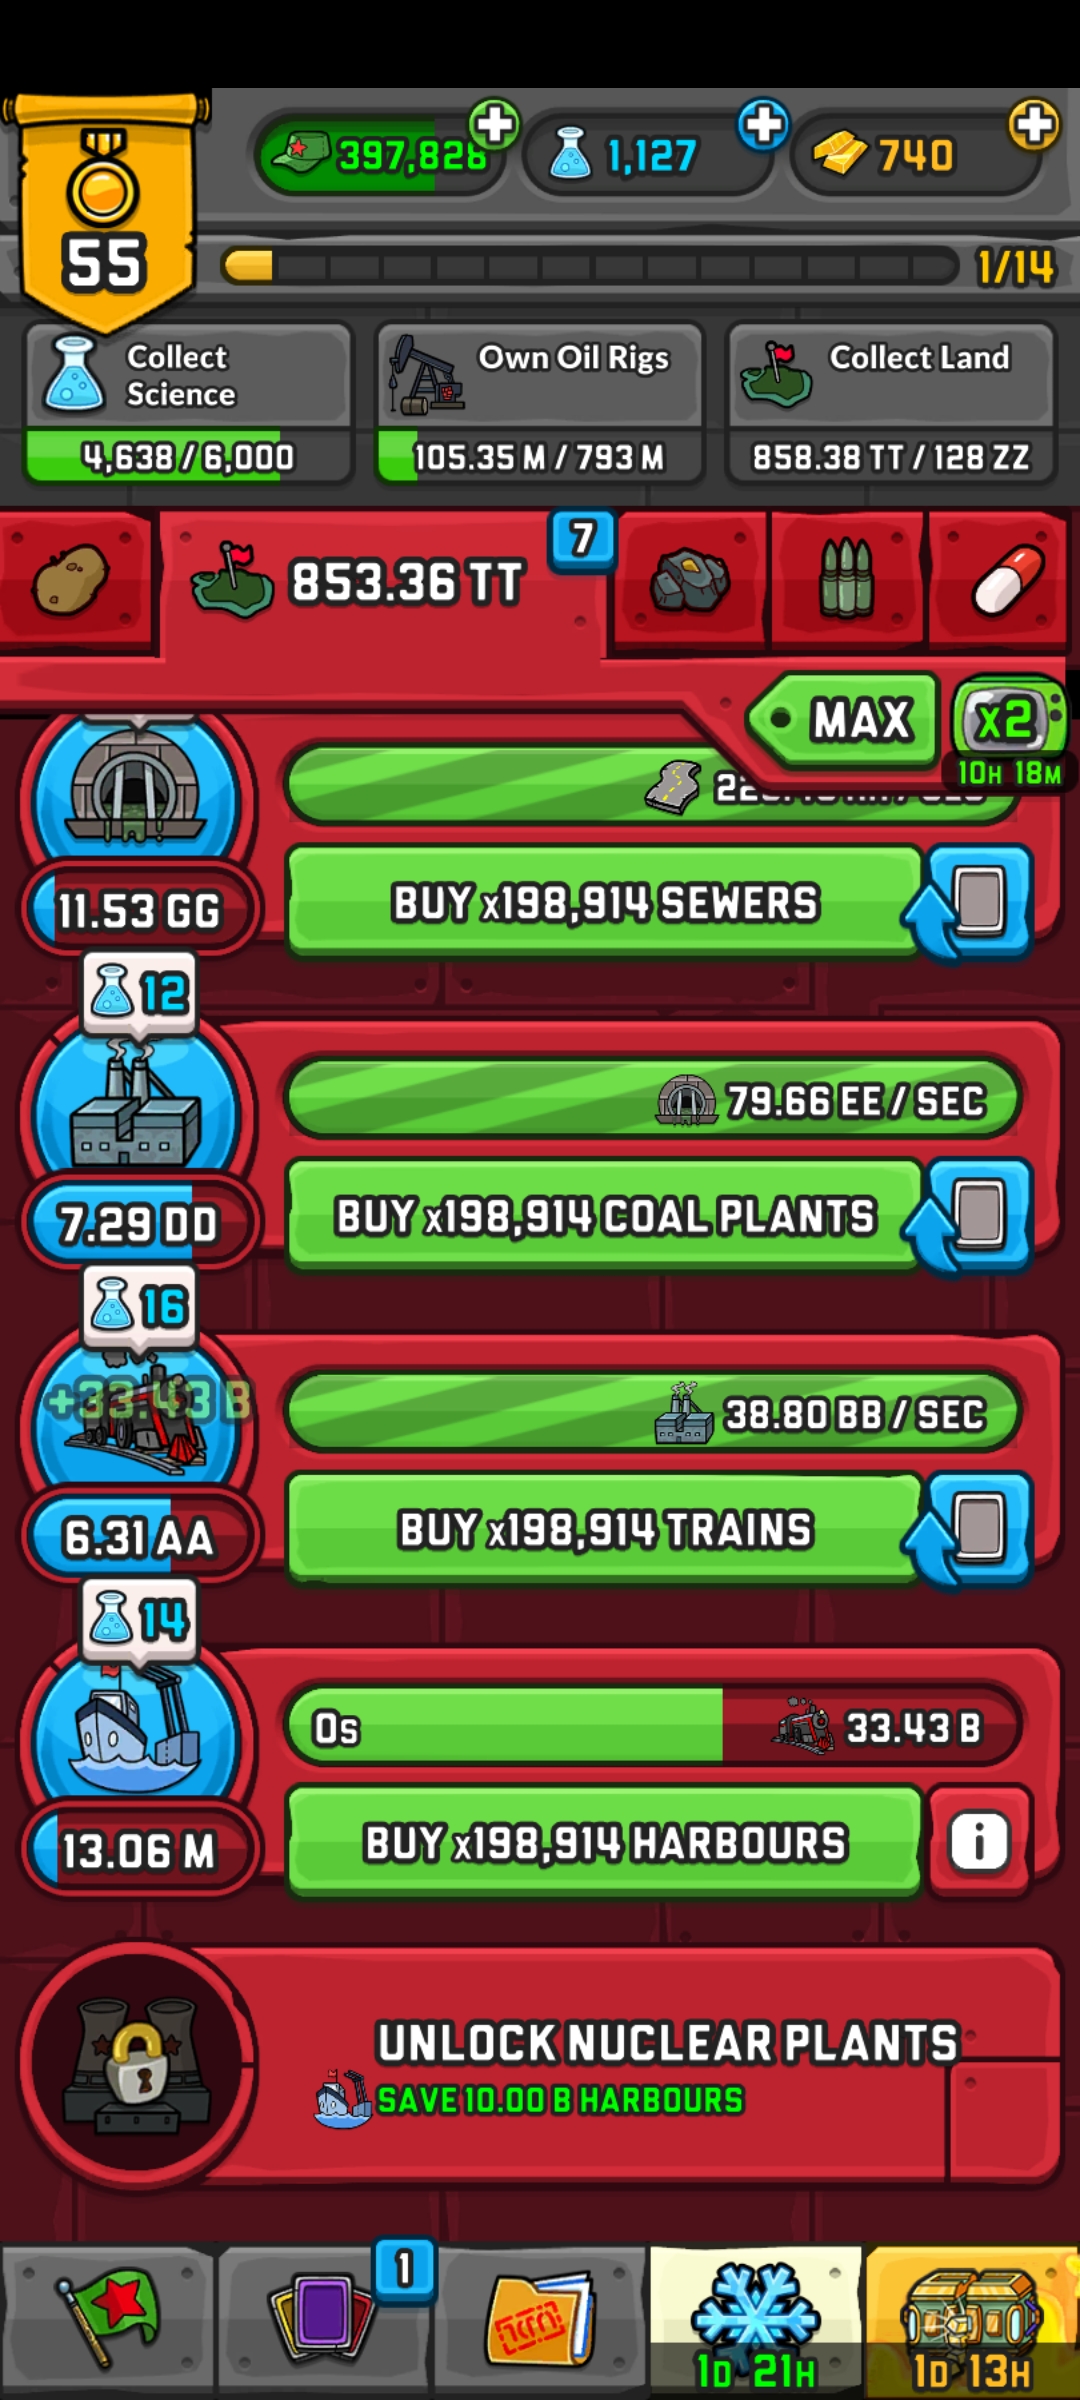 397,828
1,127
740
55
1/14
Collect
Science
Own Oil Rigs
Collect Land
4,638 / 6,000
105.35 M / 793 M
858.38 TT / 128 ZZ
853.36 TT
7
MAX
x2
10H 18M
11.53 GG
BUY x198,914 SEWERS
12
79.66 EE / SEC
7.29 DD
BUY x198,914 COAL PLANTS
16
+33.43 B
38.80 BB / SEC
6.31 AA
BUY x198,914 TRAINS
14
0s
33.43 B
13.06 M
BUY x198,914 HARBOURS
i
UNLOCK NUCLEAR PLANTS
SAVE 10.00 B HARBOURS
1
1D 21H
1D 13H